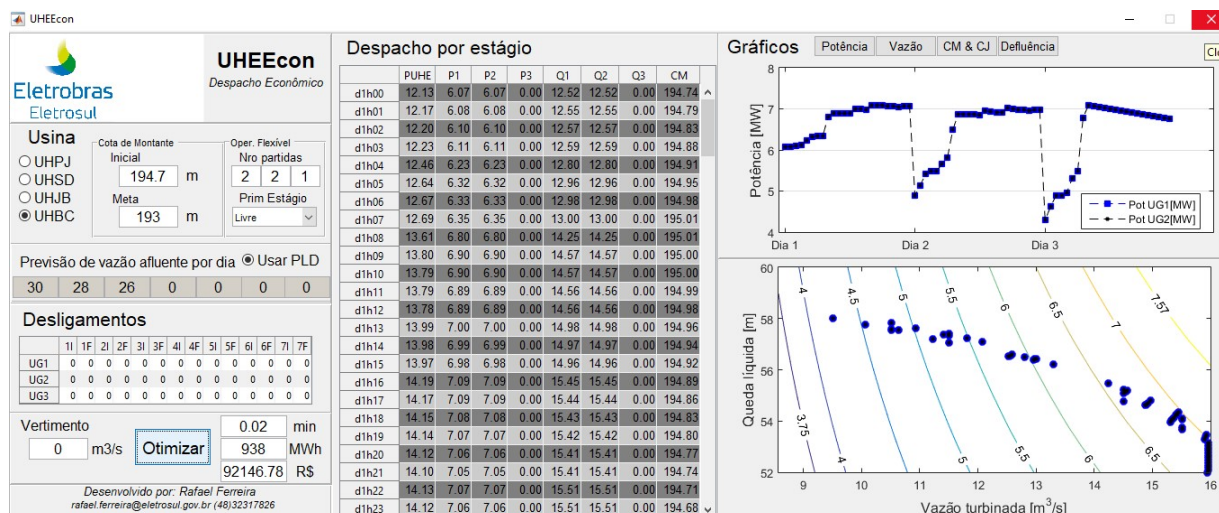 UHEEcon
Eletrobras
Eletrosul
UHEEcon
Despacho Econômico
Usina
UHPJ
UHSD
UHJB
UHBC
Cota de Montante
Inicial
194.7 m
Meta
193 m
Oper. Flexível
Nro partidas
2 2 1
Prim Estágio
Livre
Previsão de vazão afluente por dia Usar PLD
30 28 26 0 0 0 0
Desligamentos
1I 1F 2I 2F 3I 3F 4I 4F 5I 5F 6I 6F 7I 7F
UG1 0 0 0 0 0 0 0 0 0 0 0 0 0 0
UG2 0 0 0 0 0 0 0 0 0 0 0 0 0 0
UG3 0 0 0 0 0 0 0 0 0 0 0 0 0 0
Vertimento
0 m3/s
Otimizar
0.02 min
938 MWh
92146.78 R$
Desenvolvido por: Rafael Ferreira
rafael.ferreira@eletrosul.gov.br (48)32317826
Despacho por estágio
PUHE P1 P2 P3 Q1 Q2 Q3 CM
d1h00 12.13 6.07 6.07 0.00 12.52 12.52 0.00 194.74
d1h01 12.17 6.08 6.08 0.00 12.55 12.55 0.00 194.79
d1h02 12.20 6.10 6.10 0.00 12.57 12.57 0.00 194.83
d1h03 12.23 6.11 6.11 0.00 12.59 12.59 0.00 194.88
d1h04 12.46 6.23 6.23 0.00 12.80 12.80 0.00 194.91
d1h05 12.64 6.32 6.32 0.00 12.96 12.96 0.00 194.95
d1h06 12.67 6.33 6.33 0.00 12.98 12.98 0.00 194.98
d1h07 12.69 6.35 6.35 0.00 13.00 13.00 0.00 195.01
d1h08 13.61 6.80 6.80 0.00 14.25 14.25 0.00 195.01
d1h09 13.80 6.90 6.90 0.00 14.57 14.57 0.00 195.00
d1h10 13.79 6.90 6.90 0.00 14.57 14.57 0.00 195.00
d1h11 13.79 6.89 6.89 0.00 14.56 14.56 0.00 194.99
d1h12 13.78 6.89 6.89 0.00 14.56 14.56 0.00 194.98
d1h13 13.99 7.00 7.00 0.00 14.98 14.98 0.00 194.96
d1h14 13.98 6.99 6.99 0.00 14.97 14.97 0.00 194.94
d1h15 13.97 6.98 6.98 0.00 14.96 14.96 0.00 194.92
d1h16 14.19 7.09 7.09 0.00 15.45 15.45 0.00 194.89
d1h17 14.17 7.09 7.09 0.00 15.44 15.44 0.00 194.86
d1h18 14.15 7.08 7.08 0.00 15.43 15.43 0.00 194.83
d1h19 14.14 7.07 7.07 0.00 15.42 15.42 0.00 194.80
d1h20 14.12 7.06 7.06 0.00 15.41 15.41 0.00 194.77
d1h21 14.10 7.05 7.05 0.00 15.41 15.41 0.00 194.74
d1h22 14.13 7.07 7.07 0.00 15.51 15.51 0.00 194.71
d1h23 14.12 7.06 7.06 0.00 15.51 15.51 0.00 194.68
Gráficos
Potência Vazão CM & CJ Defluência
Potência [MW]
8
7
6
5
4
Dia 1 Dia 2 Dia 3
Pot UG1[MW]
Pot UG2[MW]
Queda líquida [m]
60
58
56
54
52
4 4.5 5 5.5 6 6.5 7 7.57
3.75 4 5 5.5 6 6.5
9 10 11 12 13 14 15 16
Vazão turbinada [m³/s]